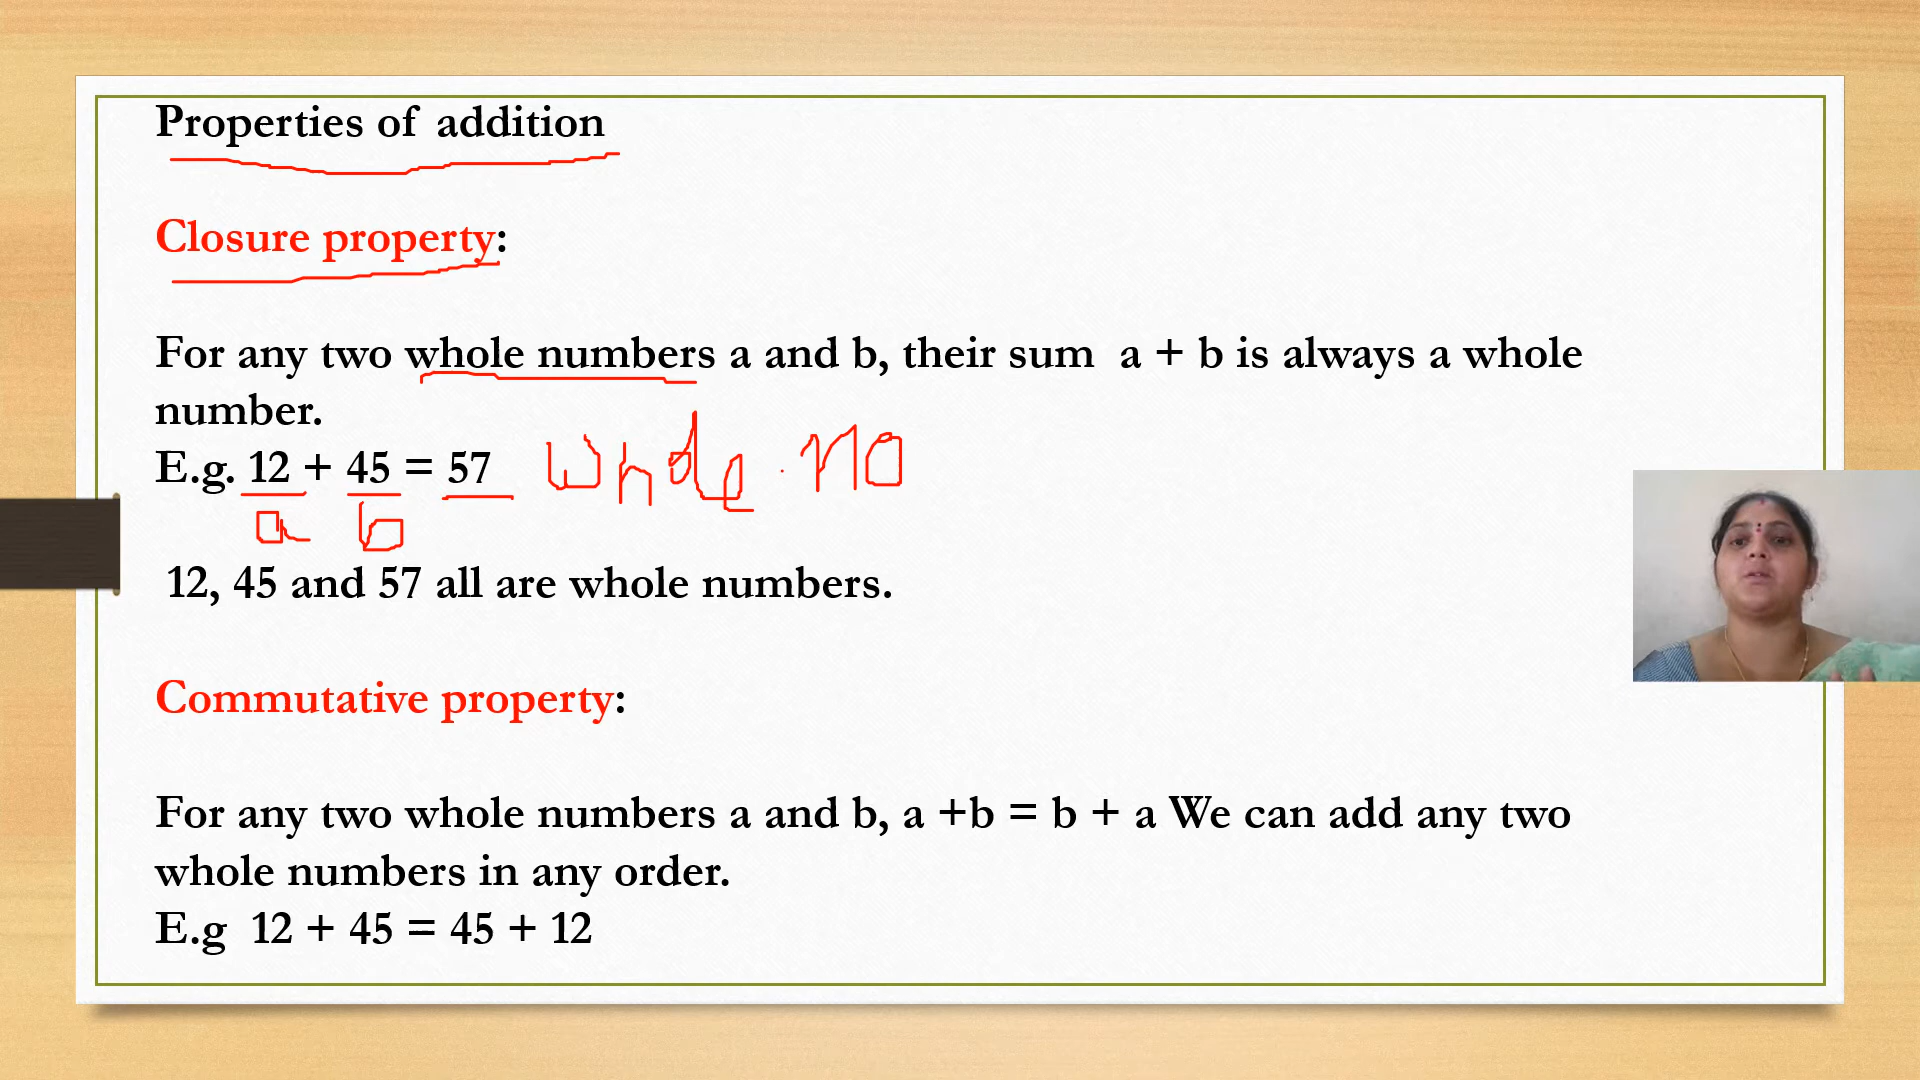 Properties of addition
Closure property:
For any two whole numbers a and b, their sum a + b is always a whole
number.
E.g. 12 + 45 = 57 whole no
a b
12, 45 and 57 all are whole numbers.
Commutative property:
For any two whole numbers a and b, a +b = b + a We can add any two
whole numbers in any order.
E.g 12 + 45 = 45 + 12